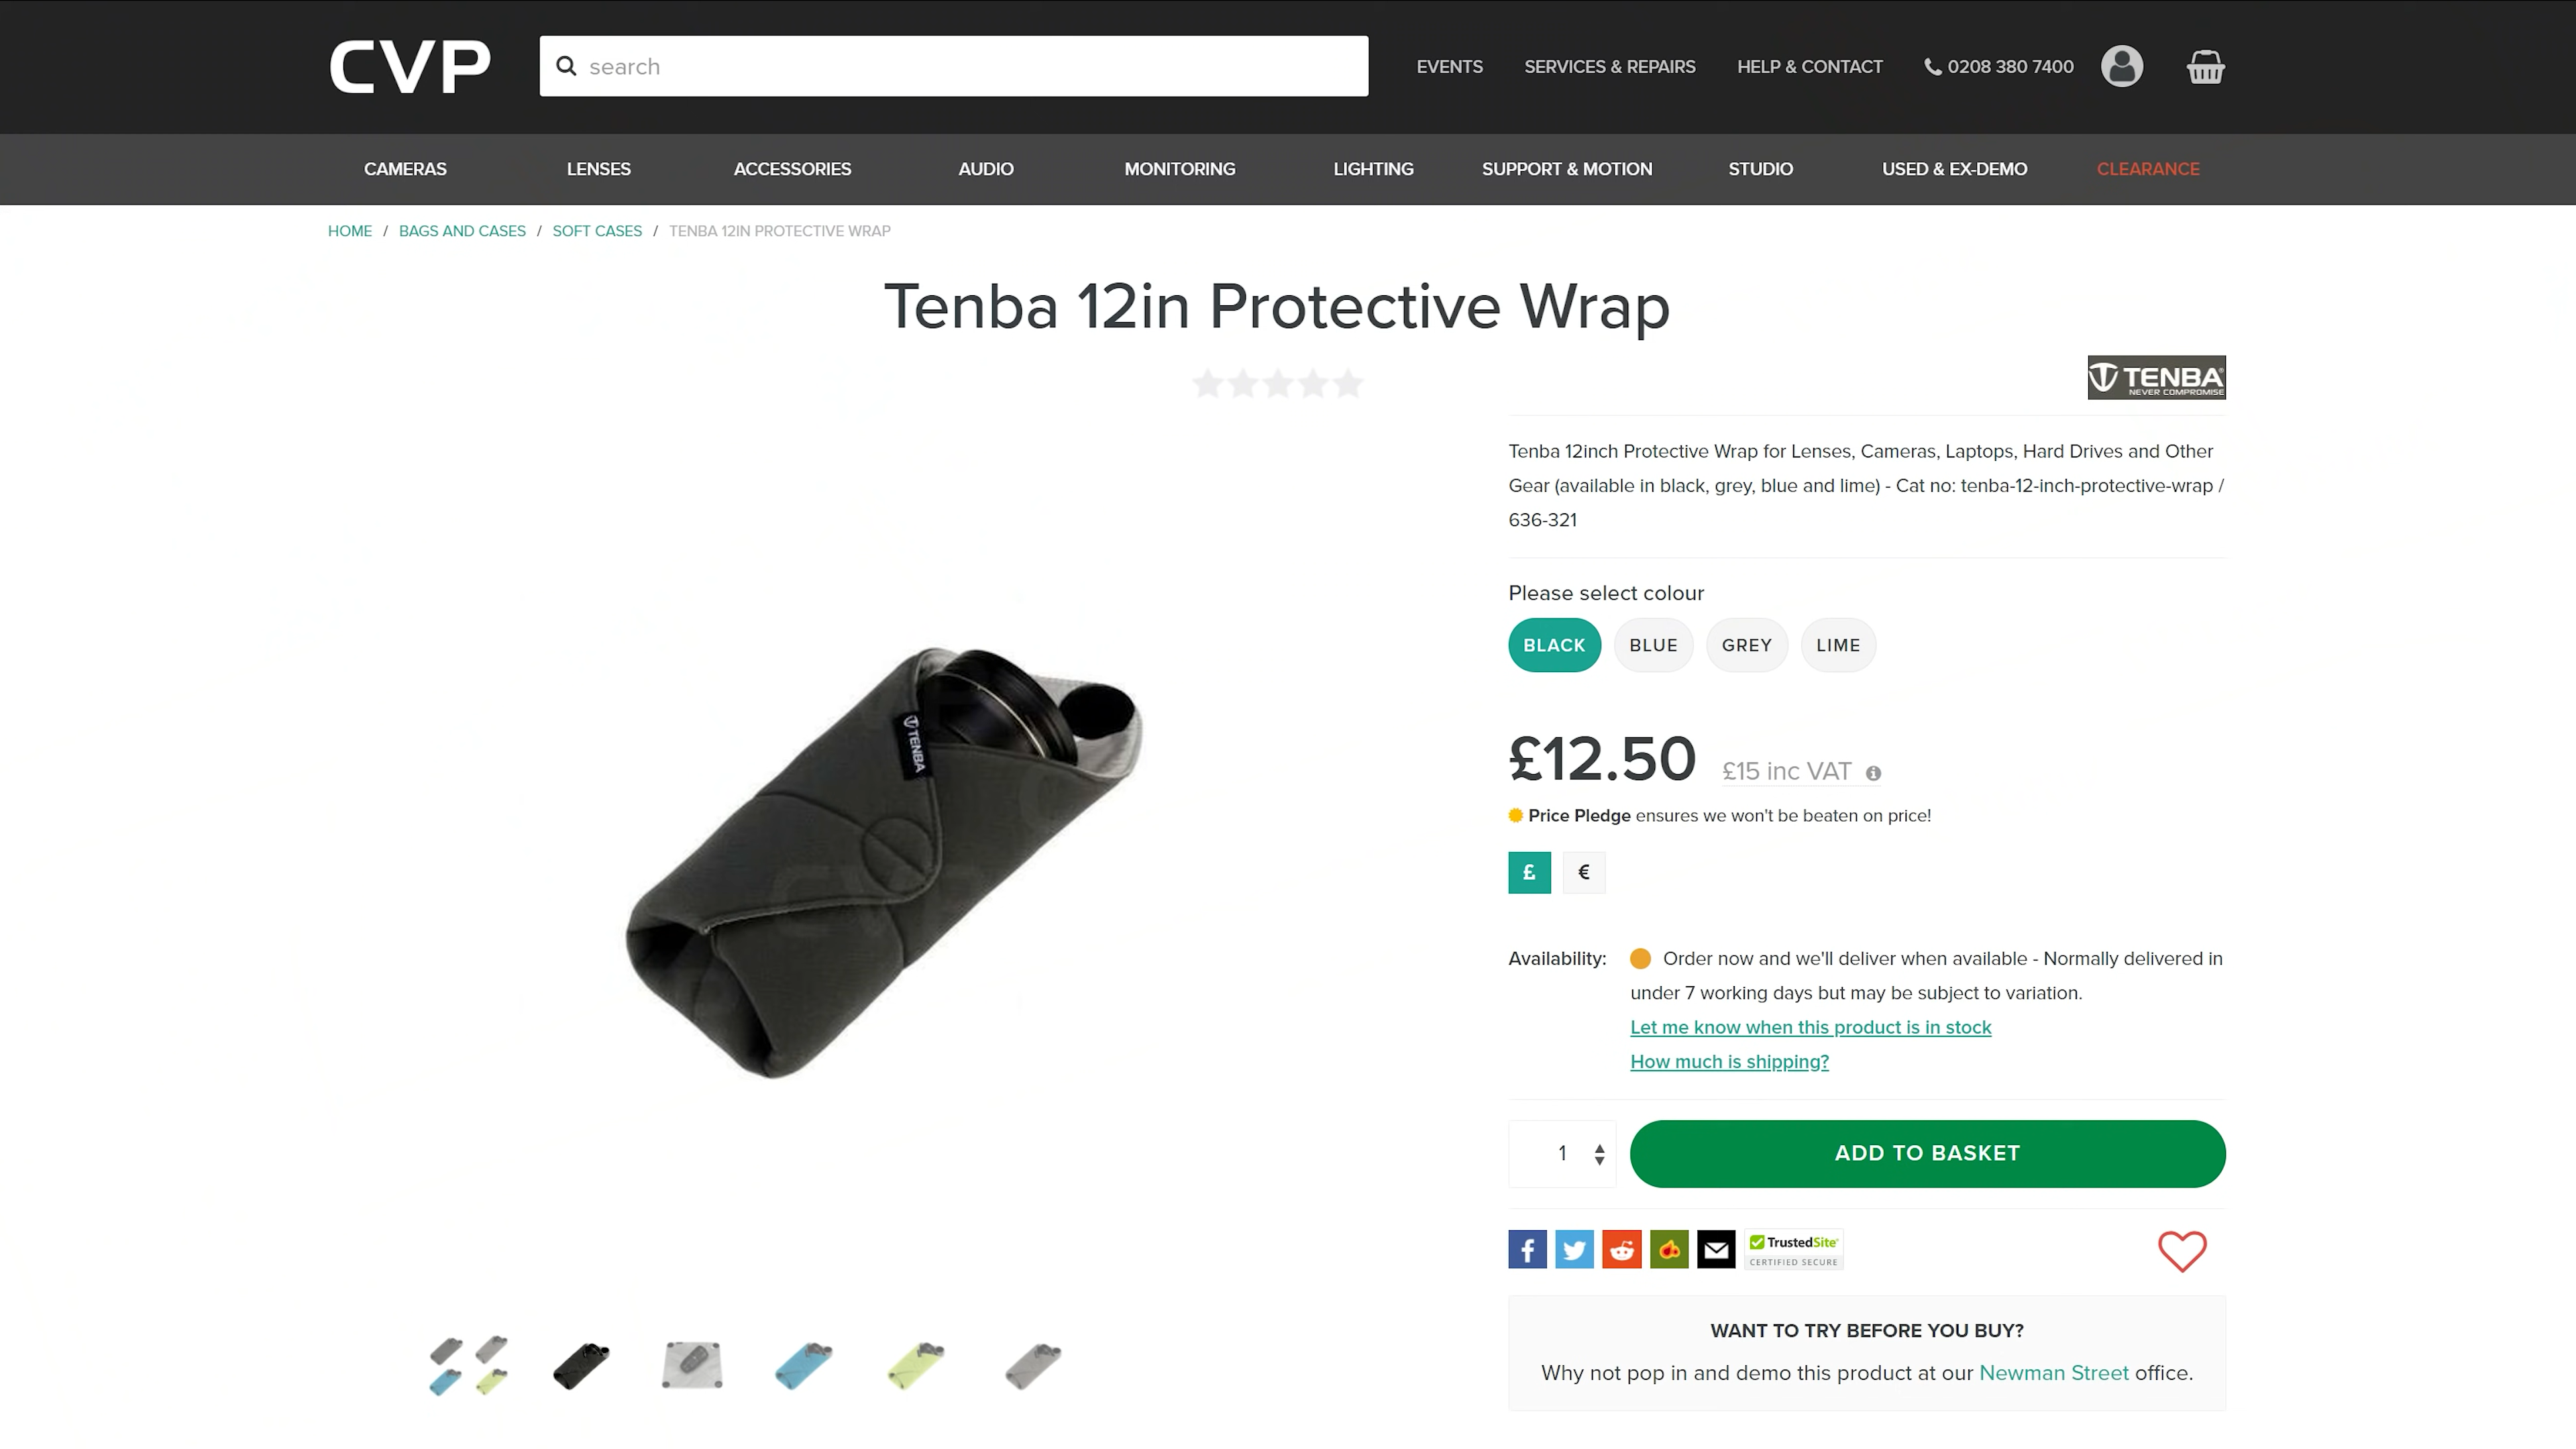 CVP
search
EVENTS
SERVICES & REPAIRS
HELP & CONTACT
0208 380 7400
CAMERAS
LENSES
ACCESSORIES
AUDIO
MONITORING
LIGHTING
SUPPORT & MOTION
STUDIO
USED & EX-DEMO
CLEARANCE
HOME / BAGS AND CASES / SOFT CASES / TENBA 12IN PROTECTIVE WRAP
Tenba 12in Protective Wrap
TENBA
NEVER COMPROMISE
Tenba 12inch Protective Wrap for Lenses, Cameras, Laptops, Hard Drives and Other
Gear (available in black, grey, blue and lime) - Cat no: tenba-12-inch-protective-wrap /
636-321
Please select colour
BLACK
BLUE
GREY
LIME
TENBA
£12.50 £15 inc VAT
Price Pledge ensures we won't be beaten on price!
£ €
Availability: Order now and we'll deliver when available - Normally delivered in
under 7 working days but may be subject to variation.
Let me know when this product is in stock
How much is shipping?
1
ADD TO BASKET
TrustedSite
CERTIFIED SECURE
WANT TO TRY BEFORE YOU BUY?
Why not pop in and demo this product at our Newman Street office.